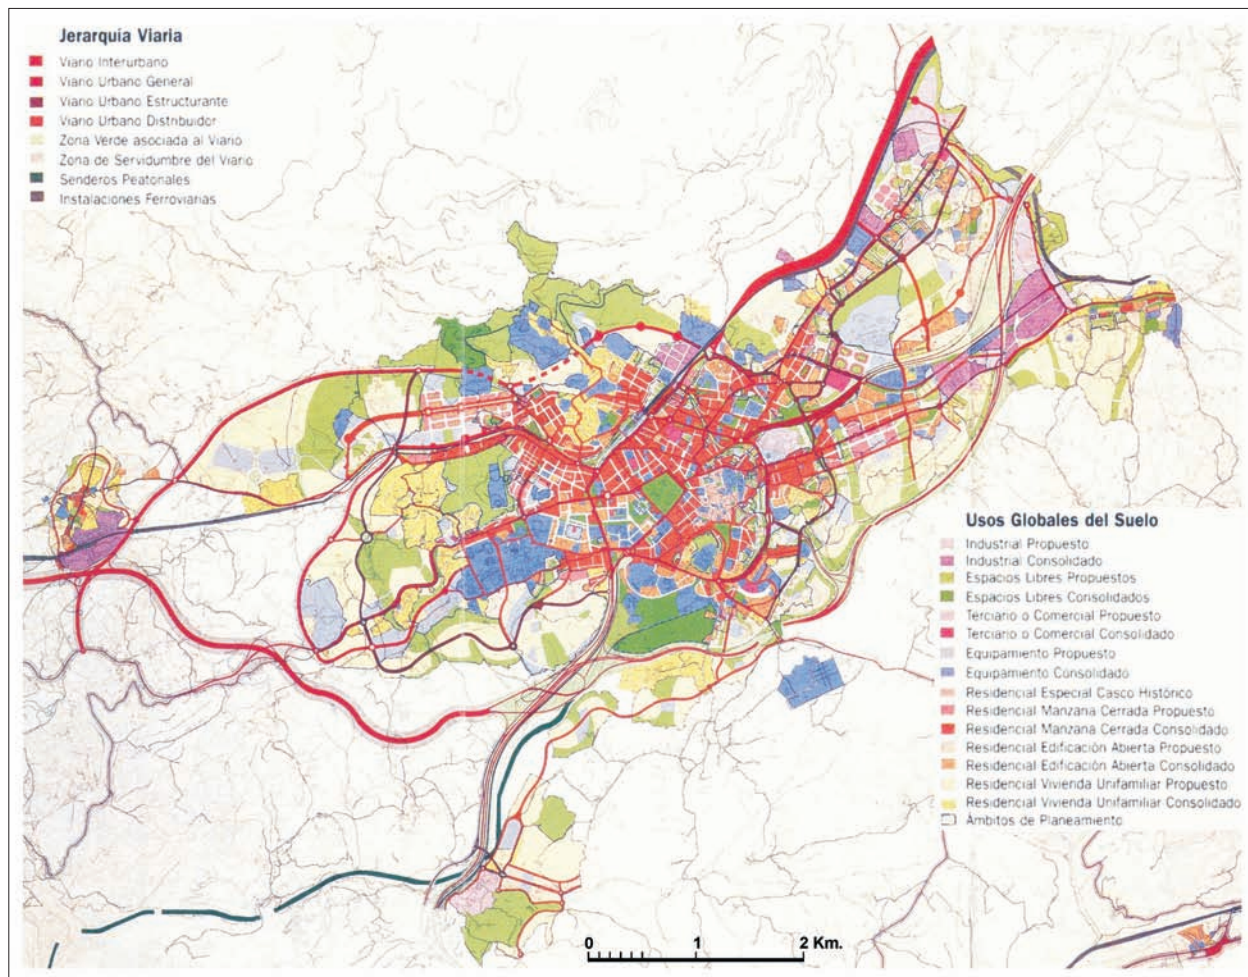 Jerarquía Viaria
Viario Interurbano
Viario Urbano General
Viario Urbano Estructurante
Viario Urbano Distribuidor
Zona Verde asociada al Viario
Zona de Servidumbre del Viario
Senderos Peatonales
Instalaciones Ferroviarias
Usos Globales del Suelo
Industrial Propuesto
Industrial Consolidado
Espacios Libres Propuestos
Espacios Libres Consolidados
Terciario o Comercial Propuesto
Terciario o Comercial Consolidado
Equipamiento Propuesto
Equipamiento Consolidado
Residencial Especial Casco Histórico
Residencial Manzana Cerrada Propuesto
Residencial Manzana Cerrada Consolidado
Residencial Edificación Abierta Propuesto
Residencial Edificación Abierta Consolidado
Residencial Vivienda Unifamiliar Propuesto
Residencial Vivienda Unifamiliar Consolidado
Ámbitos de Planeamiento
0 1 2 Km.